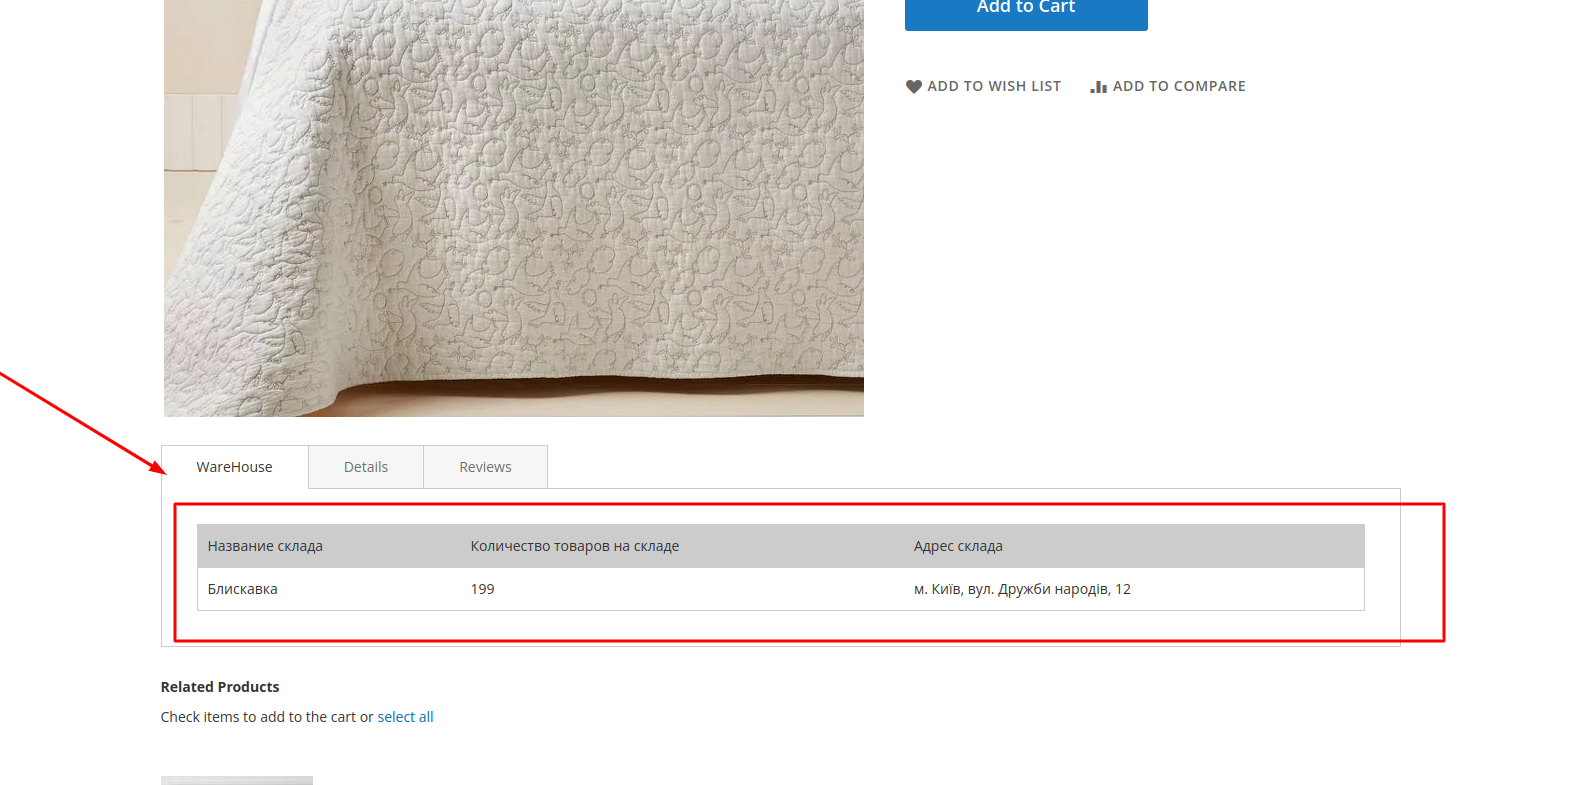 Add to Cart
ADD TO WISH LIST ADD TO COMPARE
WareHouse Details Reviews
Название склада Количество товаров на складе Адрес склада
Блискавка 199 м. Київ, вул. Дружби народів, 12
Related Products
Check items to add to the cart or select all